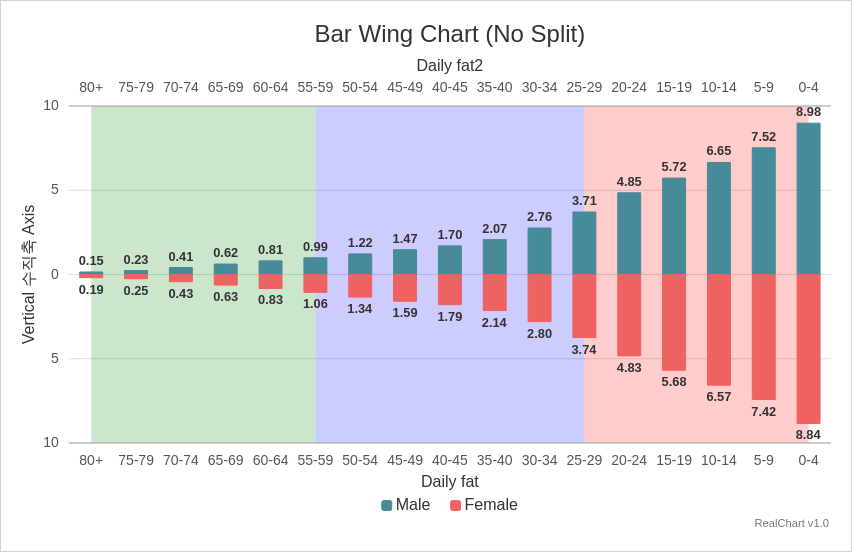 Bar Wing Chart (No Split)
Daily fat2
80+ 75-79 70-74 65-69 60-64 55-59 50-54 45-49 40-45 35-40 30-34 25-29 20-24 15-19 10-14 5-9 0-4
10
5
0
5
10
Vertical 수직축 Axis
0.15 0.23 0.41 0.62 0.81 0.99 1.22 1.47 1.70 2.07 2.76 3.71 4.85 5.72 6.65 7.52 8.98
0.19 0.25 0.43 0.63 0.83 1.06 1.34 1.59 1.79 2.14 2.80 3.74 4.83 5.68 6.57 7.42 8.84
80+ 75-79 70-74 65-69 60-64 55-59 50-54 45-49 40-45 35-40 30-34 25-29 20-24 15-19 10-14 5-9 0-4
Daily fat
Male Female
RealChart v1.0